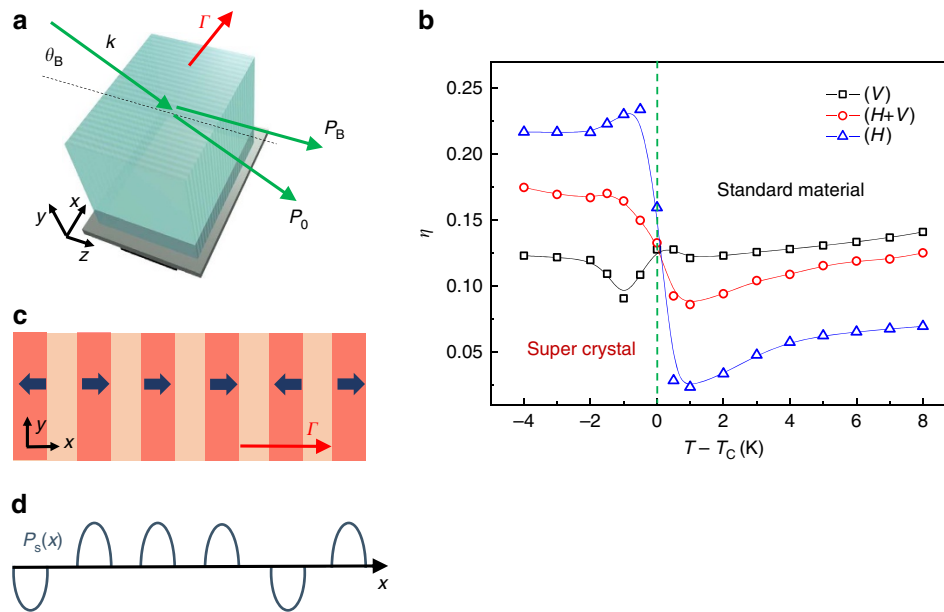 a
Γ
k
θB
PB
P0
y
x
z
b
(V)
(H+V)
(H)
0.25
0.20
0.15
0.10
0.05
η
Standard material
Super crystal
−4 −2 0 2 4 6 8
T − TC (K)
c
y
x
Γ
d
Ps(x)
x